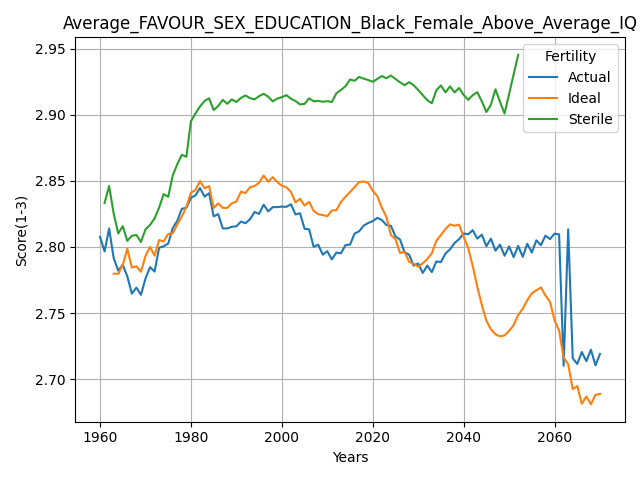 Average_FAVOUR_SEX_EDUCATION_Black_Female_Above_Average_IQ
Fertility
Actual
Ideal
Sterile
Score(1-3)
2.95
2.90
2.85
2.80
2.75
2.70
1960 1980 2000 2020 2040 2060
Years